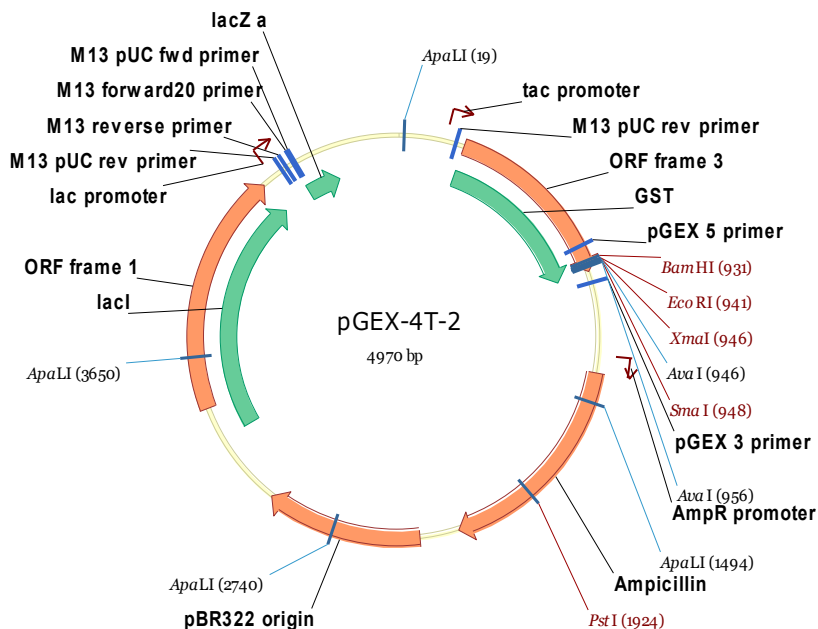 lacZ a
M13 pUC fwd primer
M13 forward20 primer
M13 reverse primer
M13 pUC rev primer
lac promoter
ORF frame 1
lacI
ApaLI (3650)
ApaLI (19)
tac promoter
M13 pUC rev primer
ORF frame 3
GST
pGEX 5 primer
BamHI (931)
EcoRI (941)
XmaI (946)
AvaI (946)
SmaI (948)
pGEX 3 primer
AvaI (956)
AmpR promoter
ApaLI (1494)
Ampicillin
PstI (1924)
pGEX-4T-2
4970 bp
ApaLI (2740)
pBR322 origin